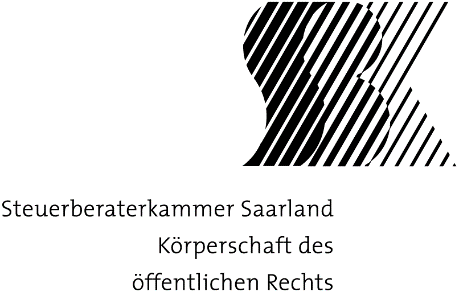 Steuerberaterkammer Saarland
Körperschaft des
öffentlichen Rechts